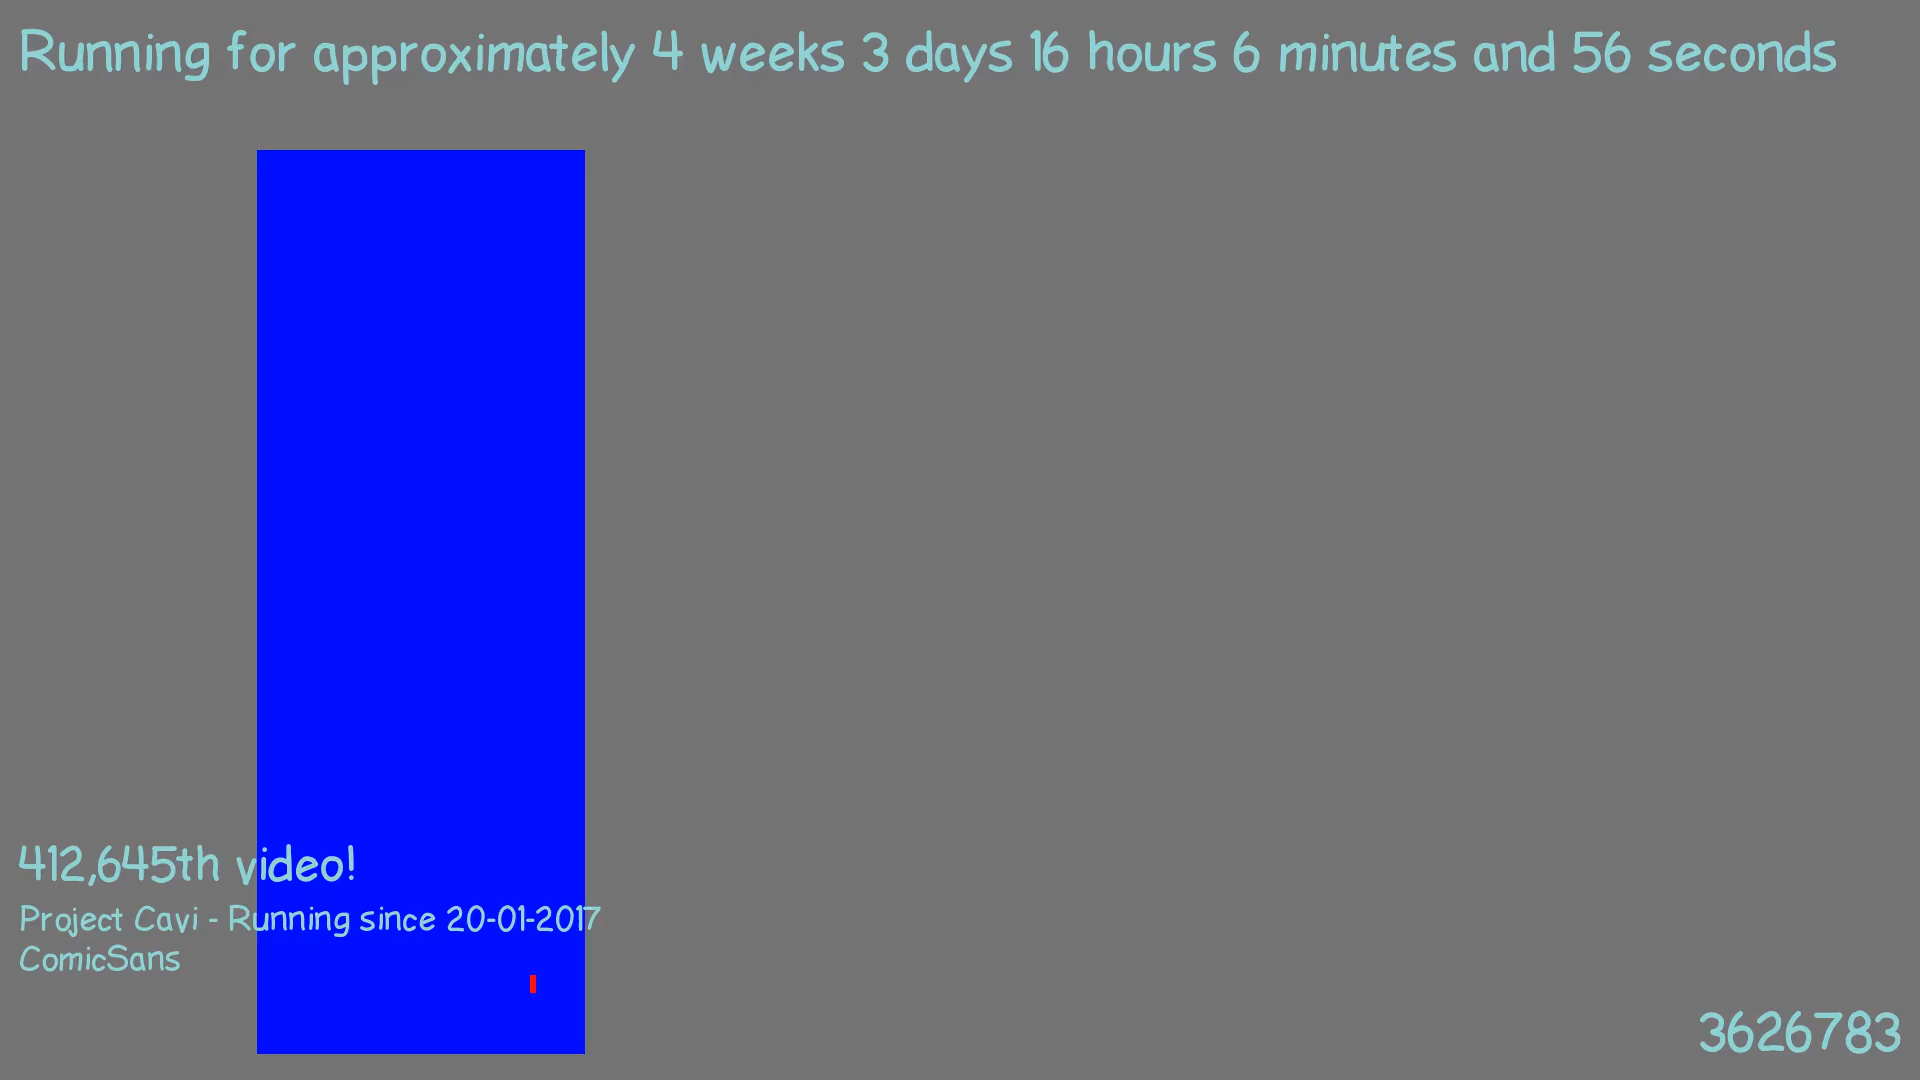 Running for approximately 4 weeks 3 days 16 hours 6 minutes and 56 seconds
412,645th video!
Project Cavi - Running since 20-01-2017
ComicSans
3626783